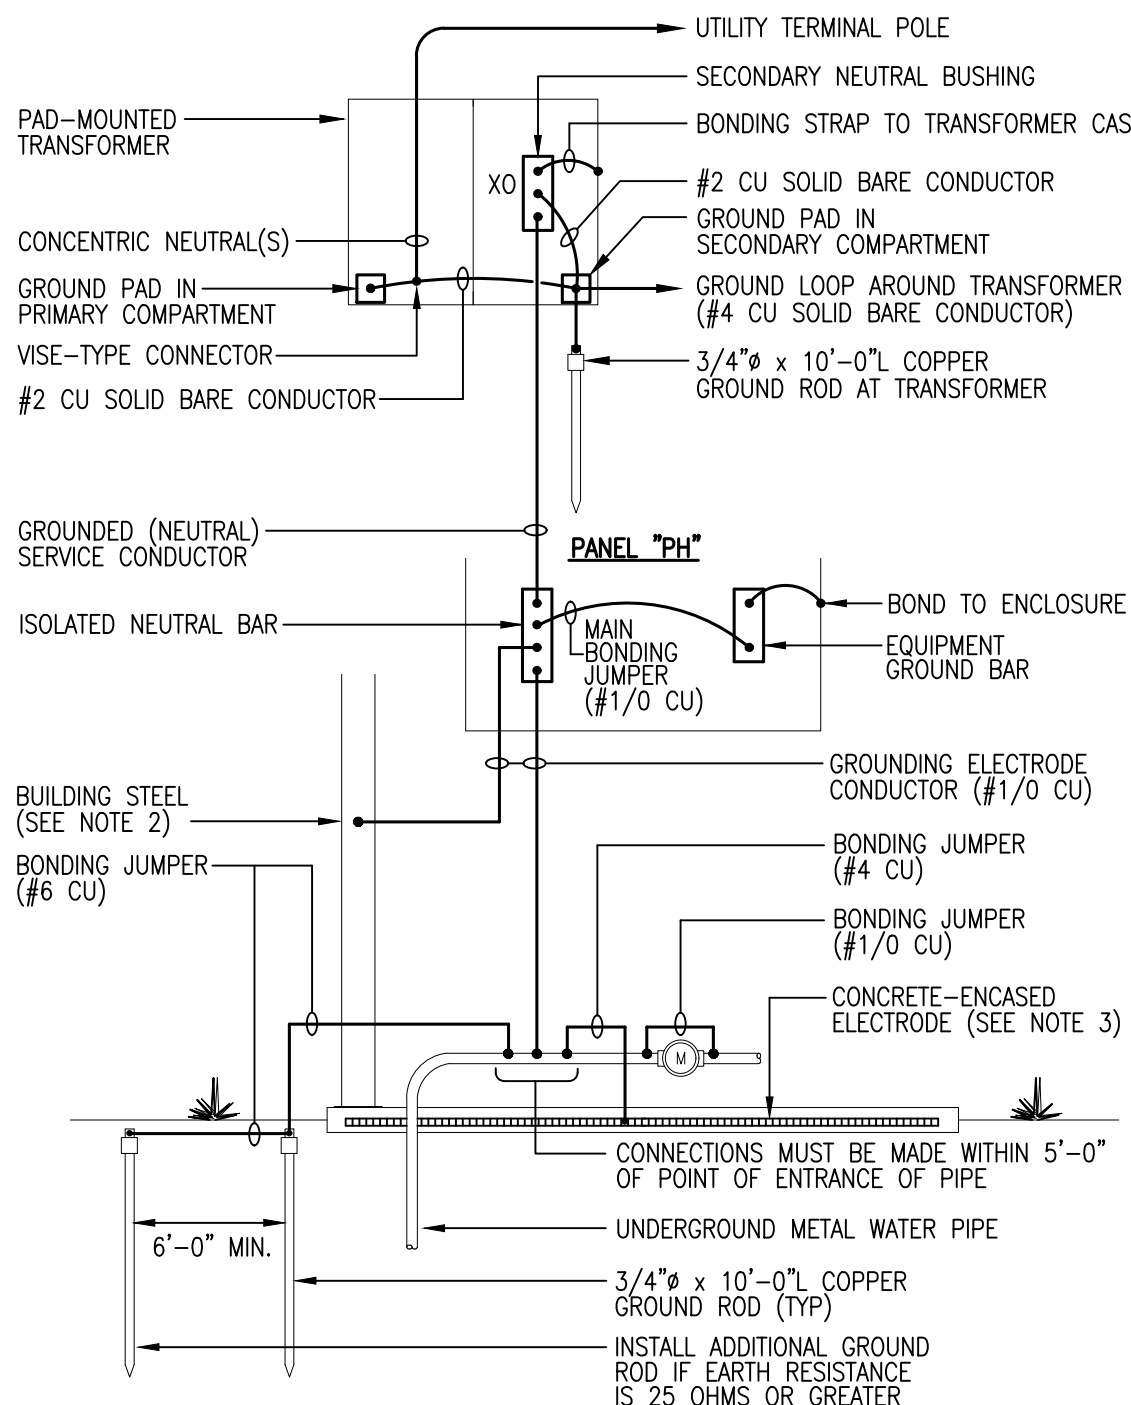 UTILITY TERMINAL POLE
SECONDARY NEUTRAL BUSHING
PAD-MOUNTED
TRANSFORMER
BONDING STRAP TO TRANSFORMER CAS
XO
#2 CU SOLID BARE CONDUCTOR
GROUND PAD IN
SECONDARY COMPARTMENT
CONCENTRIC NEUTRAL(S)
GROUND PAD IN
PRIMARY COMPARTMENT
GROUND LOOP AROUND TRANSFORMER
(#4 CU SOLID BARE CONDUCTOR)
VISE-TYPE CONNECTOR
#2 CU SOLID BARE CONDUCTOR
3/4"ø x 10'-0"L COPPER
GROUND ROD AT TRANSFORMER
GROUNDED (NEUTRAL)
SERVICE CONDUCTOR
PANEL "PH"
ISOLATED NEUTRAL BAR
MAIN
BONDING
JUMPER
(#1/0 CU)
BOND TO ENCLOSURE
EQUIPMENT
GROUND BAR
GROUNDING ELECTRODE
CONDUCTOR (#1/0 CU)
BUILDING STEEL
(SEE NOTE 2)
BONDING JUMPER
(#6 CU)
BONDING JUMPER
(#4 CU)
BONDING JUMPER
(#1/0 CU)
CONCRETE-ENCASED
ELECTRODE (SEE NOTE 3)
M
CONNECTIONS MUST BE MADE WITHIN 5'-0"
OF POINT OF ENTRANCE OF PIPE
UNDERGROUND METAL WATER PIPE
6'-0" MIN.
3/4"ø x 10'-0"L COPPER
GROUND ROD (TYP)
INSTALL ADDITIONAL GROUND
ROD IF EARTH RESISTANCE
IS 25 OHMS OR GREATER